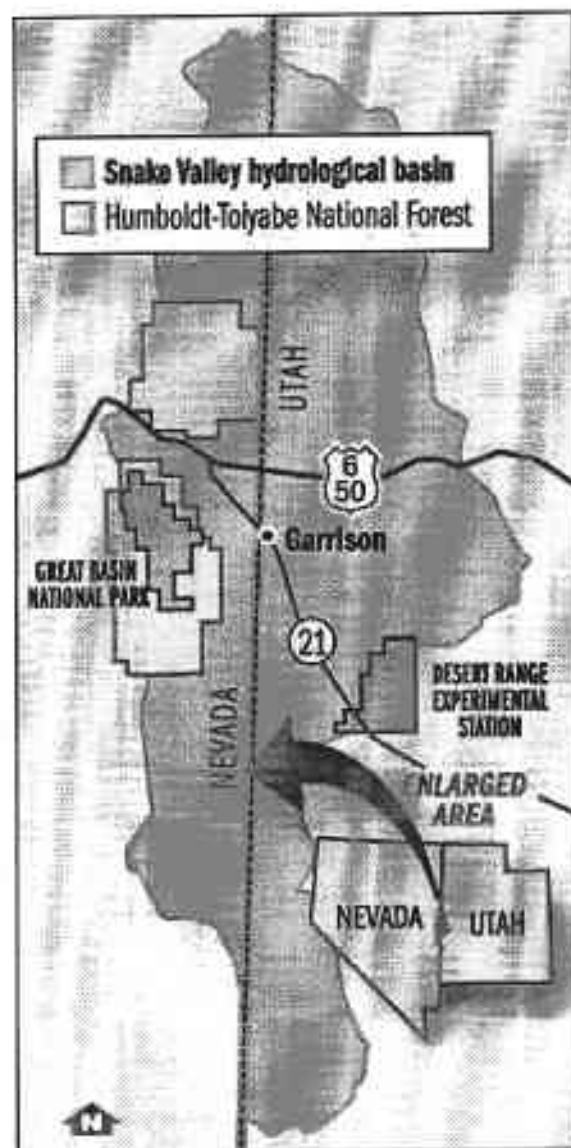 Snake Valley hydrological basin
Humboldt-Toiyabe National Forest
UTAH
6
50
Garrison
GREAT BASIN
NATIONAL PARK
21
NEVADA
DESERT RANGE
EXPERIMENTAL
STATION
ENLARGED
AREA
NEVADA
UTAH
N